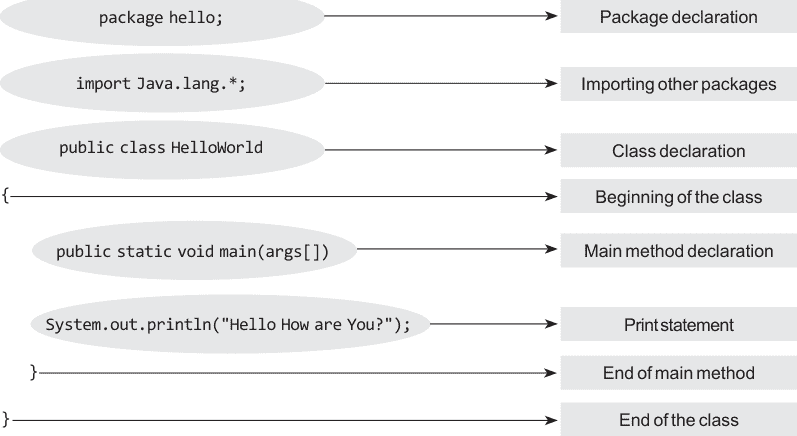 package hello; Package declaration
import Java.lang.*; Importing other packages
public class HelloWorld Class declaration
{ Beginning of the class
public static void main(args[]) Main method declaration
System.out.println("Hello How are You?"); Print statement
} End of main method
} End of the class